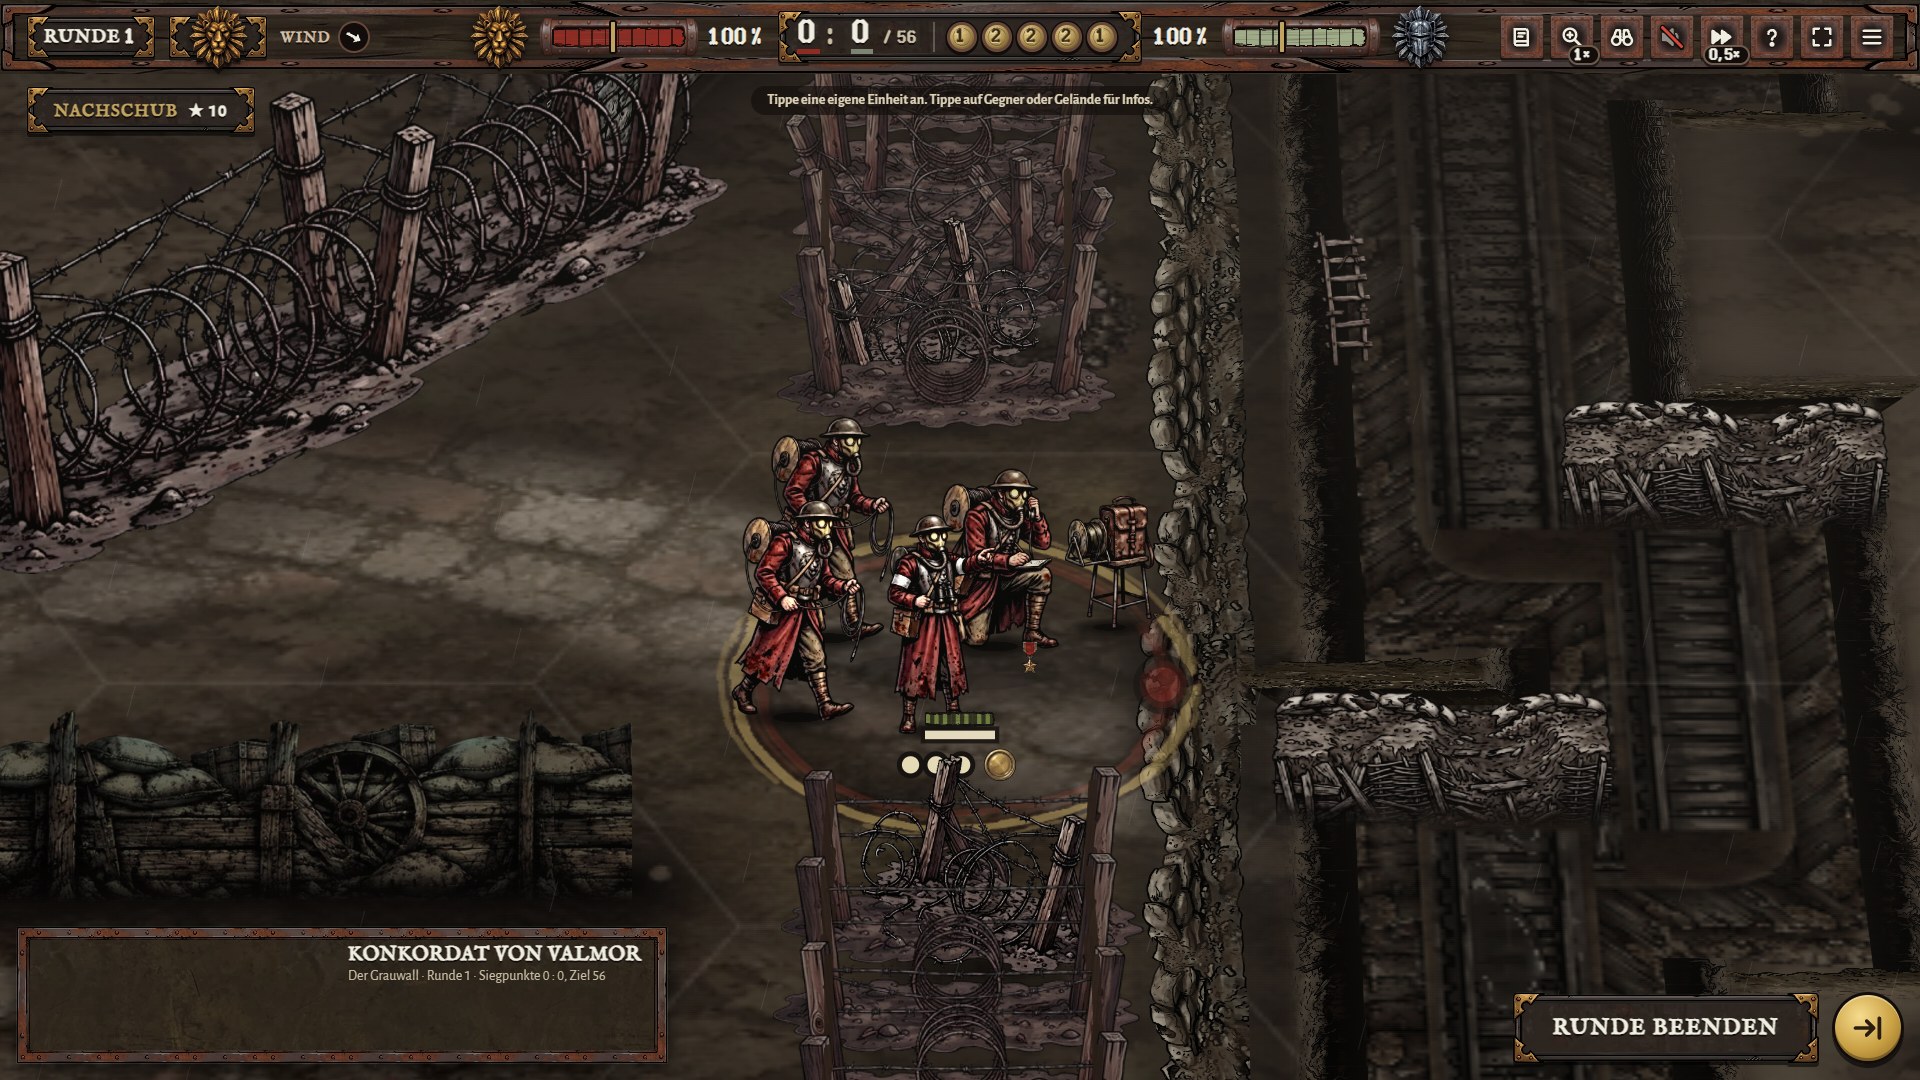 RUNDE 1
WIND
100 %
0 : 0 / 56
1 2 2 2 1
100 %
1×
0,5×
?
NACHSCHUB ★ 10
Tippe eine eigene Einheit an. Tippe auf Gegner oder Gelände für Infos.
KONKORDAT VON VALMOR
Der Grauwall · Runde 1 · Siegpunkte 0 : 0, Ziel 56
RUNDE BEENDEN